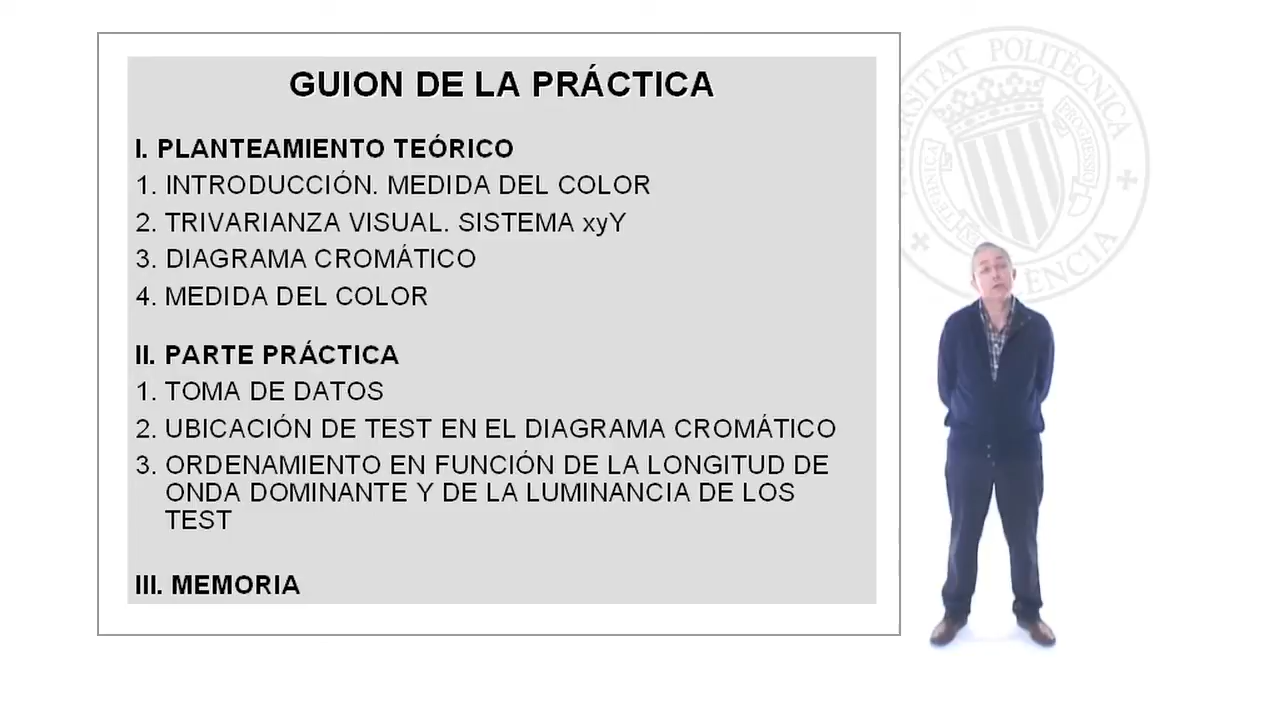 GUION DE LA PRÁCTICA
I. PLANTEAMIENTO TEÓRICO
1. INTRODUCCIÓN. MEDIDA DEL COLOR
2. TRIVARIANZA VISUAL. SISTEMA xyY
3. DIAGRAMA CROMÁTICO
4. MEDIDA DEL COLOR
II. PARTE PRÁCTICA
1. TOMA DE DATOS
2. UBICACIÓN DE TEST EN EL DIAGRAMA CROMÁTICO
3. ORDENAMIENTO EN FUNCIÓN DE LA LONGITUD DE
ONDA DOMINANTE Y DE LA LUMINANCIA DE LOS
TEST
III. MEMORIA
POLITÈCNICA